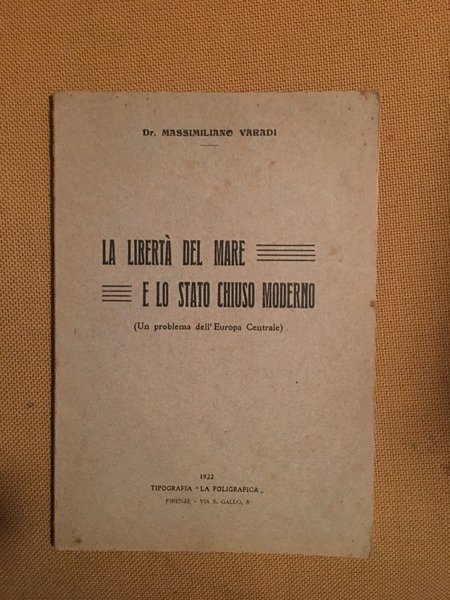 Dr. MASSIMILIANO VARADI
LA LIBERTÀ DEL MARE
E LO STATO CHIUSO MODERNO
(Un problema dell'Europa Centrale)
1922
TIPOGRAFIA "LA POLIGRAFICA„
FIRENZE - VIA S. GALLO, 8